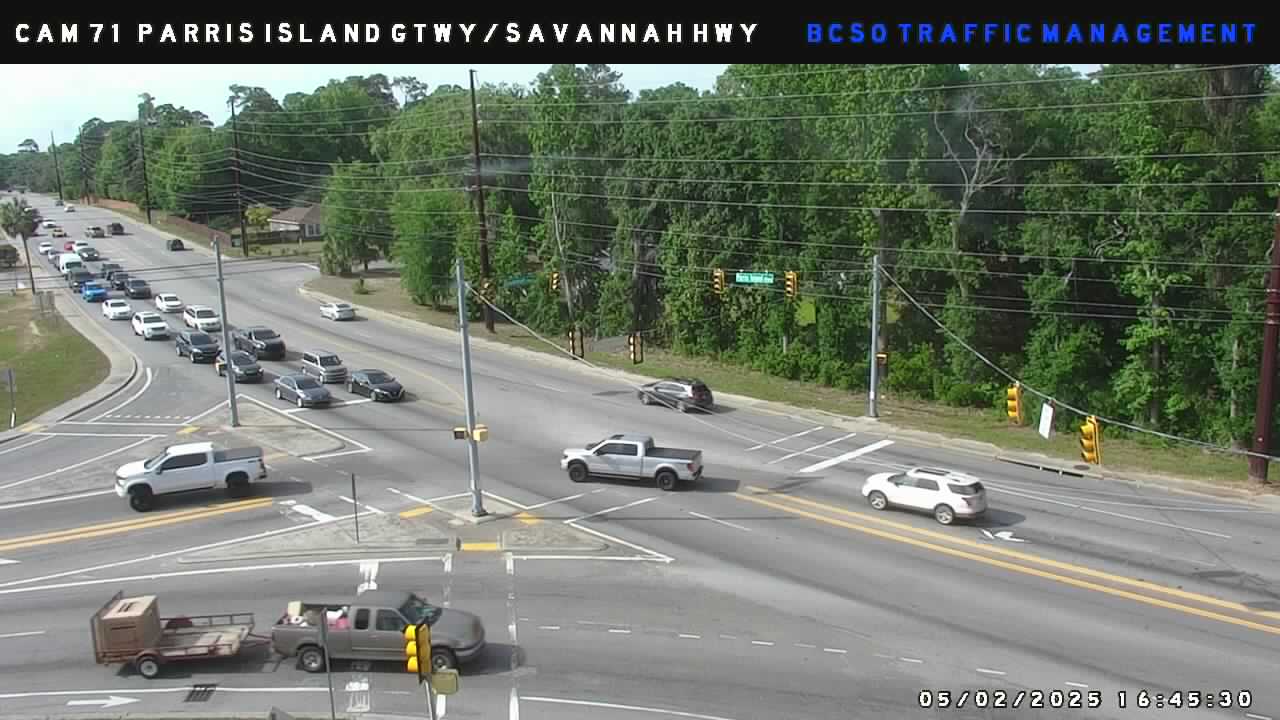 CAM 71 PARRIS ISLAND GTWY/SAVANNAH HWY BCSO TRAFFIC MANAGEMENT
05/02/2025 16:45:30